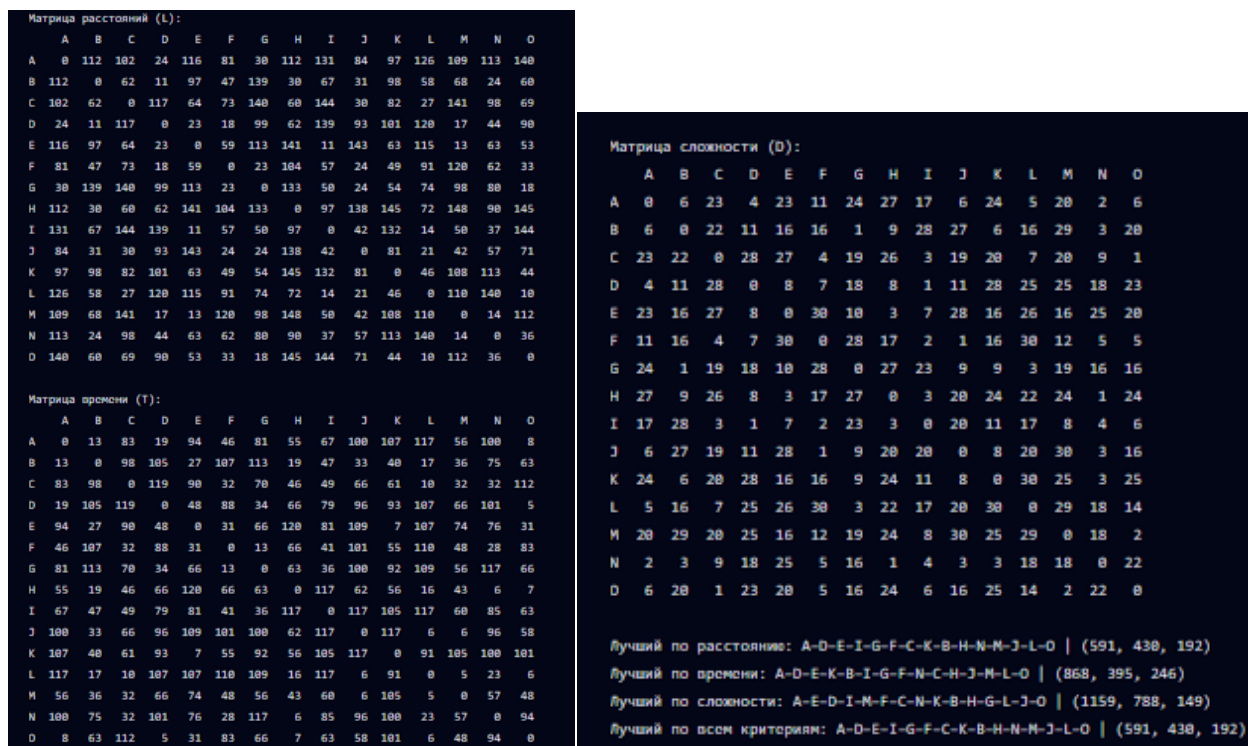 Матрица расстояний (L):
A B C D E F G H I J K L M N O
A 0 112 102 24 116 81 30 112 131 84 97 126 109 113 140
B 112 0 62 11 97 47 139 30 67 31 98 58 68 24 60
C 102 62 0 117 64 73 140 60 144 30 82 27 141 98 69
D 24 11 117 0 23 18 99 62 139 93 101 120 17 44 90
E 116 97 64 23 0 59 113 141 11 143 63 115 13 63 53
F 81 47 73 18 59 0 23 104 57 24 49 91 120 62 33
G 30 139 140 99 113 23 0 133 50 24 54 74 98 80 18
H 112 30 60 62 141 104 133 0 97 138 145 72 148 90 145
I 131 67 144 139 11 57 50 97 0 42 132 14 50 37 144
J 84 31 30 93 143 24 24 138 42 0 81 21 42 57 71
K 97 98 82 101 63 49 54 145 132 81 0 46 108 113 44
L 126 58 27 120 115 91 74 72 14 21 46 0 110 140 10
M 109 68 141 17 13 120 98 148 50 42 108 110 0 14 112
N 113 24 98 44 63 62 80 90 37 57 113 140 14 0 36
O 140 60 69 90 53 33 18 145 144 71 44 10 112 36 0
Матрица времени (T):
A B C D E F G H I J K L M N O
A 0 13 83 19 94 46 81 55 67 100 107 117 56 100 8
B 13 0 98 105 27 107 113 19 47 33 40 17 36 75 63
C 83 98 0 119 90 32 70 46 49 66 61 10 32 32 112
D 19 105 119 0 48 88 34 66 79 96 93 107 66 101 5
E 94 27 90 48 0 31 66 120 81 109 7 107 74 76 31
F 46 107 32 88 31 0 13 66 41 101 55 110 48 28 83
G 81 113 70 34 66 13 0 63 36 100 92 109 56 117 66
H 55 19 46 66 120 66 63 0 117 62 56 16 43 6 7
I 67 47 49 79 81 41 36 117 0 117 105 117 60 85 63
J 100 33 66 96 109 101 100 62 117 0 117 6 6 96 58
K 107 40 61 93 7 55 92 56 105 117 0 91 105 100 101
L 117 17 10 107 107 110 109 16 117 6 91 0 5 23 6
M 56 36 32 66 74 48 56 43 60 6 105 5 0 57 48
N 100 75 32 101 76 28 117 6 85 96 100 23 57 0 94
O 8 63 112 5 31 83 66 7 63 58 101 6 48 94 0
Матрица сложности (D):
A B C D E F G H I J K L M N O
A 0 6 23 4 23 11 24 27 17 6 24 5 20 2 6
B 6 0 22 11 16 16 1 9 28 27 6 16 29 3 20
C 23 22 0 28 27 4 19 26 3 19 20 7 20 9 1
D 4 11 28 0 8 7 18 8 1 11 28 25 25 18 23
E 23 16 27 8 0 30 10 3 7 28 16 26 16 25 20
F 11 16 4 7 30 0 28 17 2 1 16 30 12 5 5
G 24 1 19 18 10 28 0 27 23 9 9 3 19 16 16
H 27 9 26 8 3 17 27 0 3 20 24 22 24 1 24
I 17 28 3 1 7 2 23 3 0 20 11 17 8 4 6
J 6 27 19 11 28 1 9 20 20 0 8 20 30 3 16
K 24 6 20 28 16 16 9 24 11 8 0 30 25 3 25
L 5 16 7 25 26 30 3 22 17 20 30 0 29 18 14
M 20 29 20 25 16 12 19 24 8 30 25 29 0 18 2
N 2 3 9 18 25 5 16 1 4 3 3 18 18 0 22
O 6 20 1 23 20 5 16 24 6 16 25 14 2 22 0
Лучший по расстоянию: A-D-E-I-G-F-C-K-B-H-N-M-J-L-O | (591, 430, 192)
Лучший по времени: A-D-E-K-B-I-G-F-N-C-H-J-M-L-O | (868, 395, 246)
Лучший по сложности: A-E-D-I-M-F-C-N-K-B-H-G-L-J-O | (1159, 788, 149)
Лучший по всем критериям: A-D-E-I-G-F-C-K-B-H-N-M-J-L-O | (591, 430, 192)